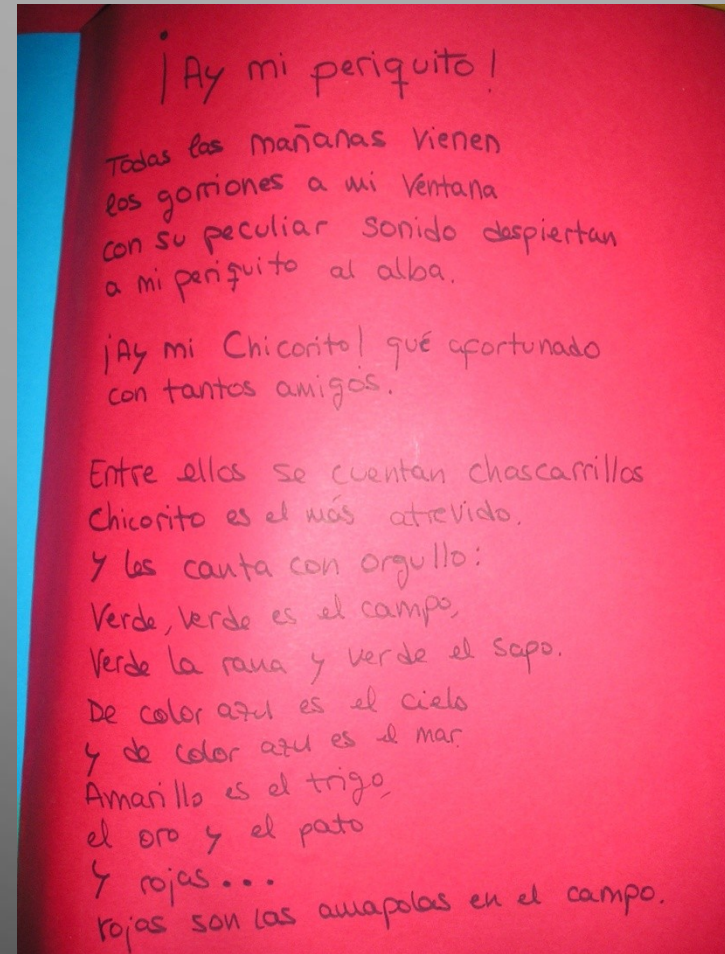 ¡Ay mi periquito!
Todas las mañanas vienen
los gorriones a mi ventana
con su peculiar sonido despiertan
a mi periquito al alba.
¡Ay mi Chicorito! qué afortunado
con tantos amigos.
Entre ellos se cuentan chascarrillos
Chicorito es el más atrevido.
y les canta con orgullo:
Verde, verde es el campo,
Verde la rana y verde el sapo.
De color azul es el cielo
y de color azul es el mar.
Amarillo es el trigo,
el oro y el pato
y rojas...
rojas son las amapolas en el campo.